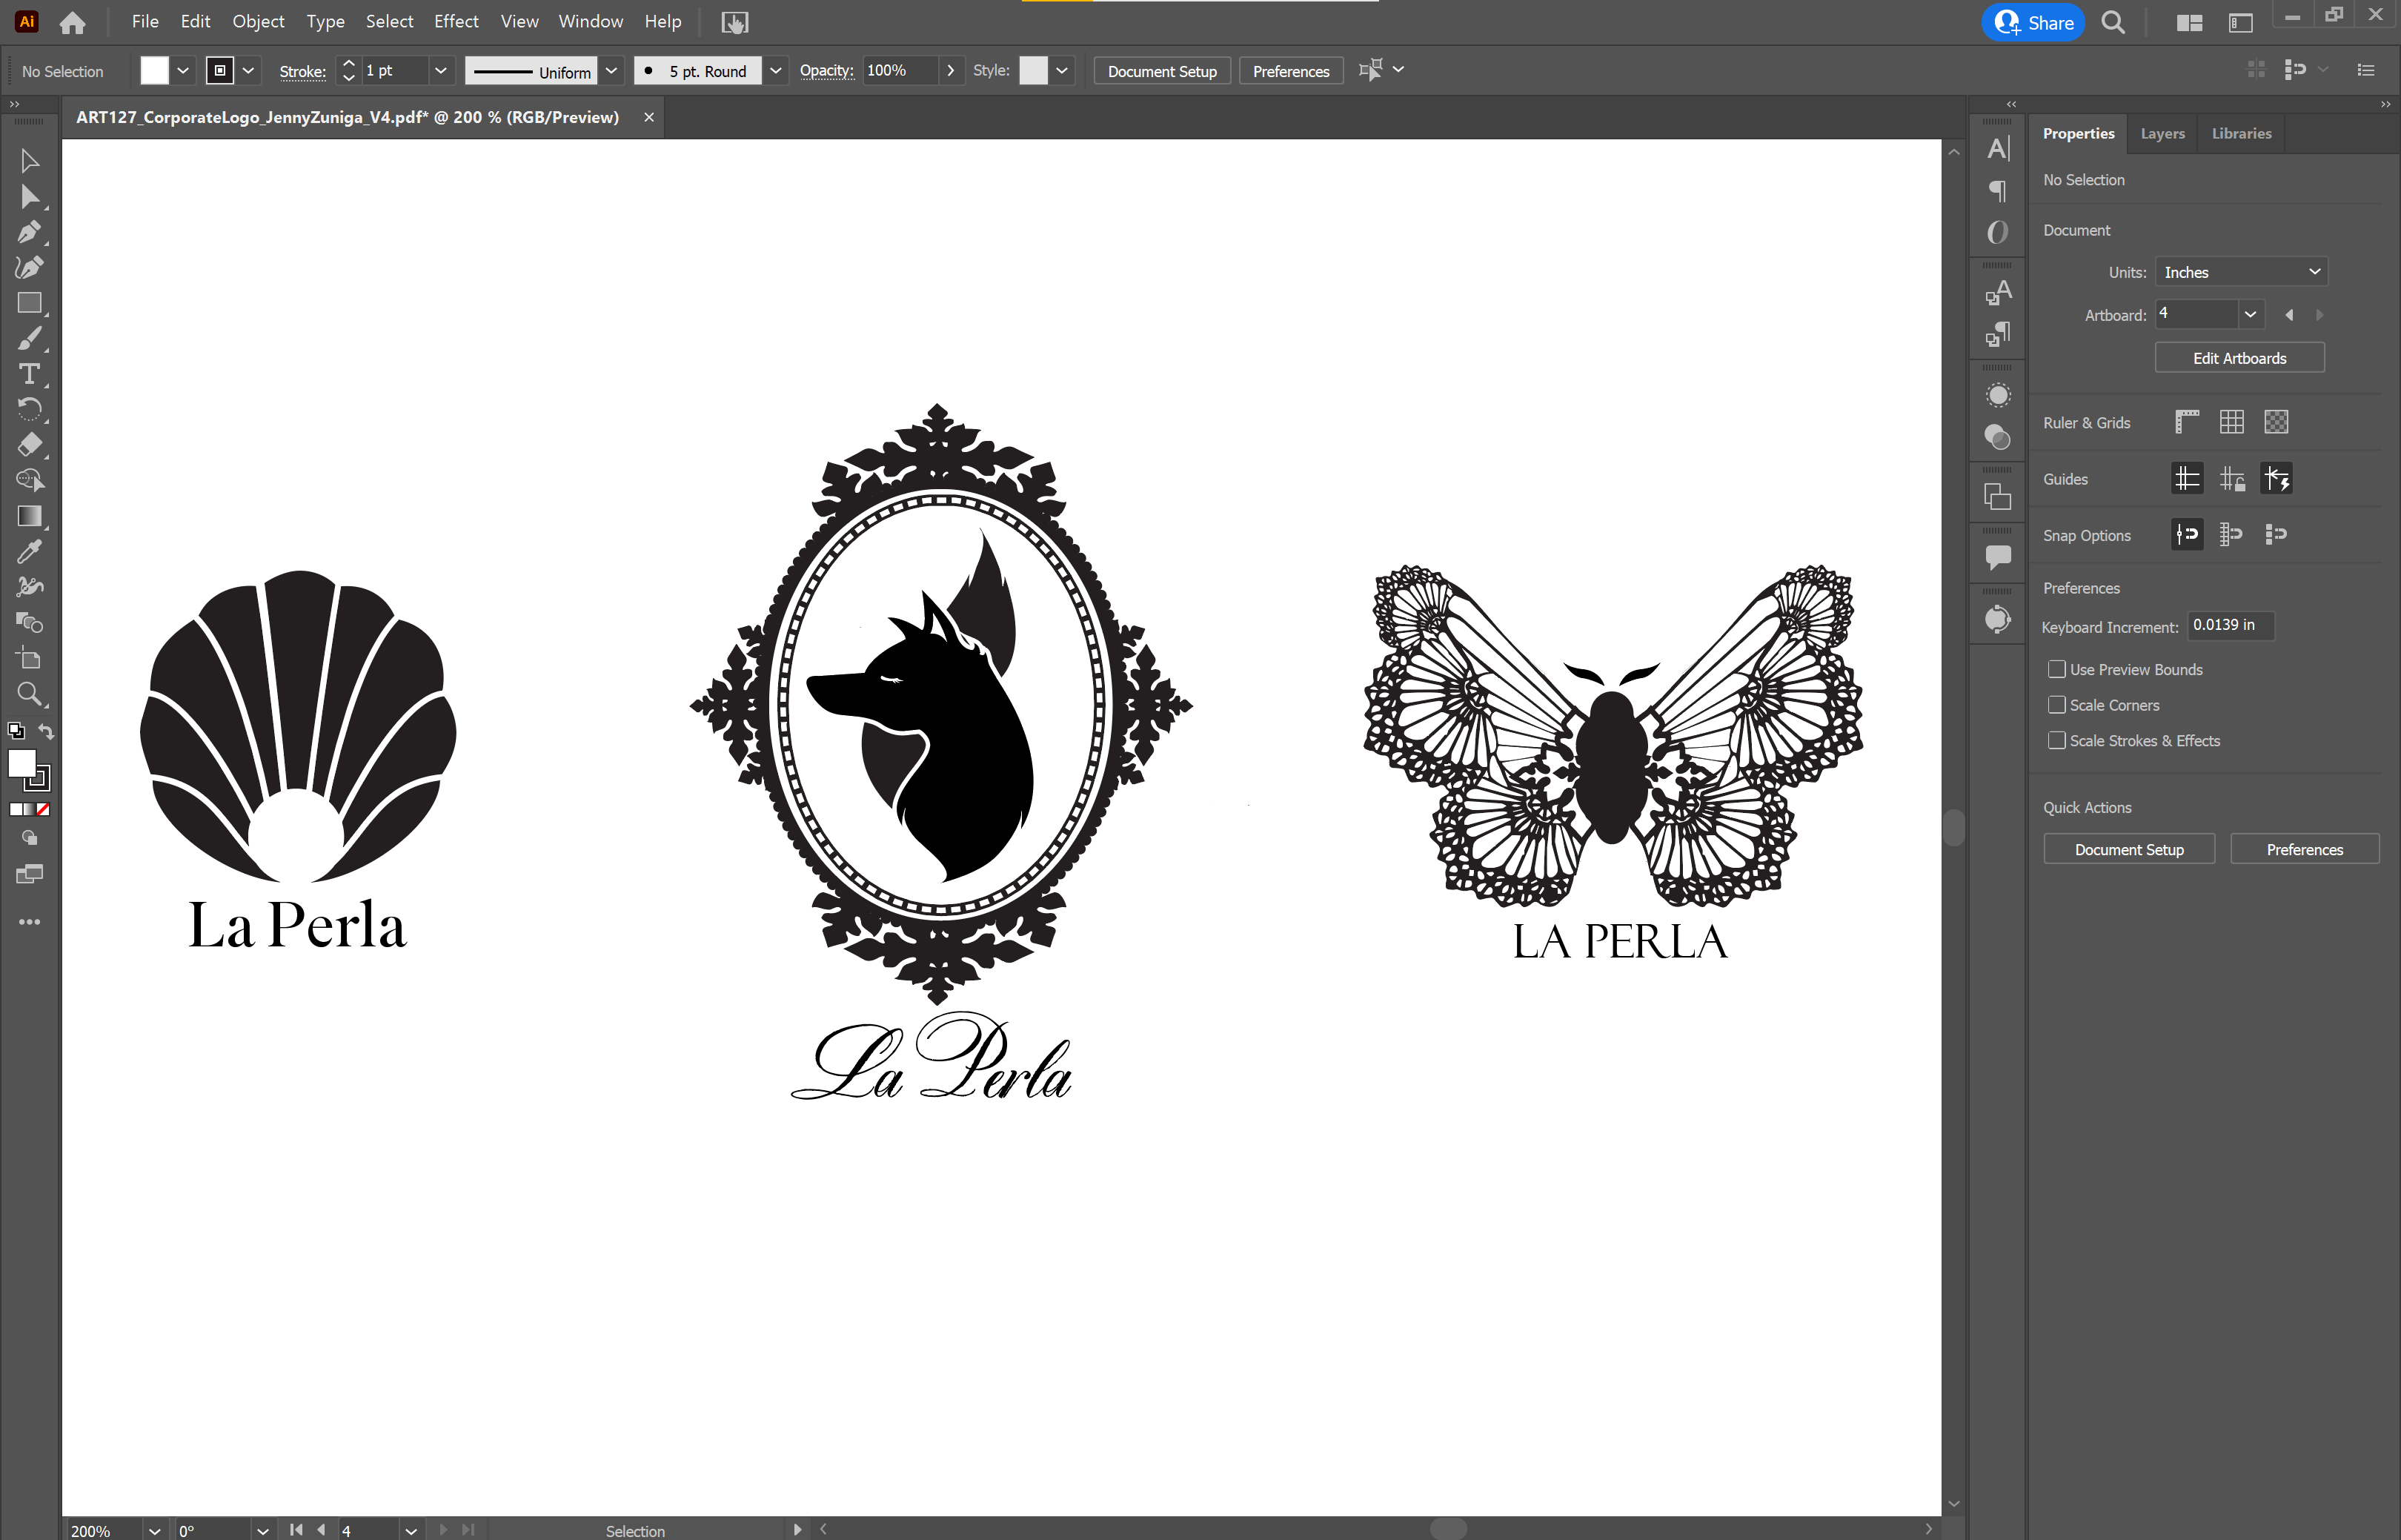 Ai File Edit Object Type Select Effect View Window Help Share
No Selection Stroke: 1 pt Uniform 5 pt. Round Opacity: 100% Style: Document Setup Preferences
ART127_CorporateLogo_JennyZuniga_V4.pdf* @ 200 % (RGB/Preview) ×
Properties Layers Libraries
No Selection
Document
Units: Inches
Artboard: 4
Edit Artboards
Ruler & Grids
Guides
Snap Options
Preferences
Keyboard Increment: 0.0139 in
Use Preview Bounds
Scale Corners
Scale Strokes & Effects
Quick Actions
Document Setup Preferences
La Perla
La Perla
LA PERLA
200% 0° 4 Selection